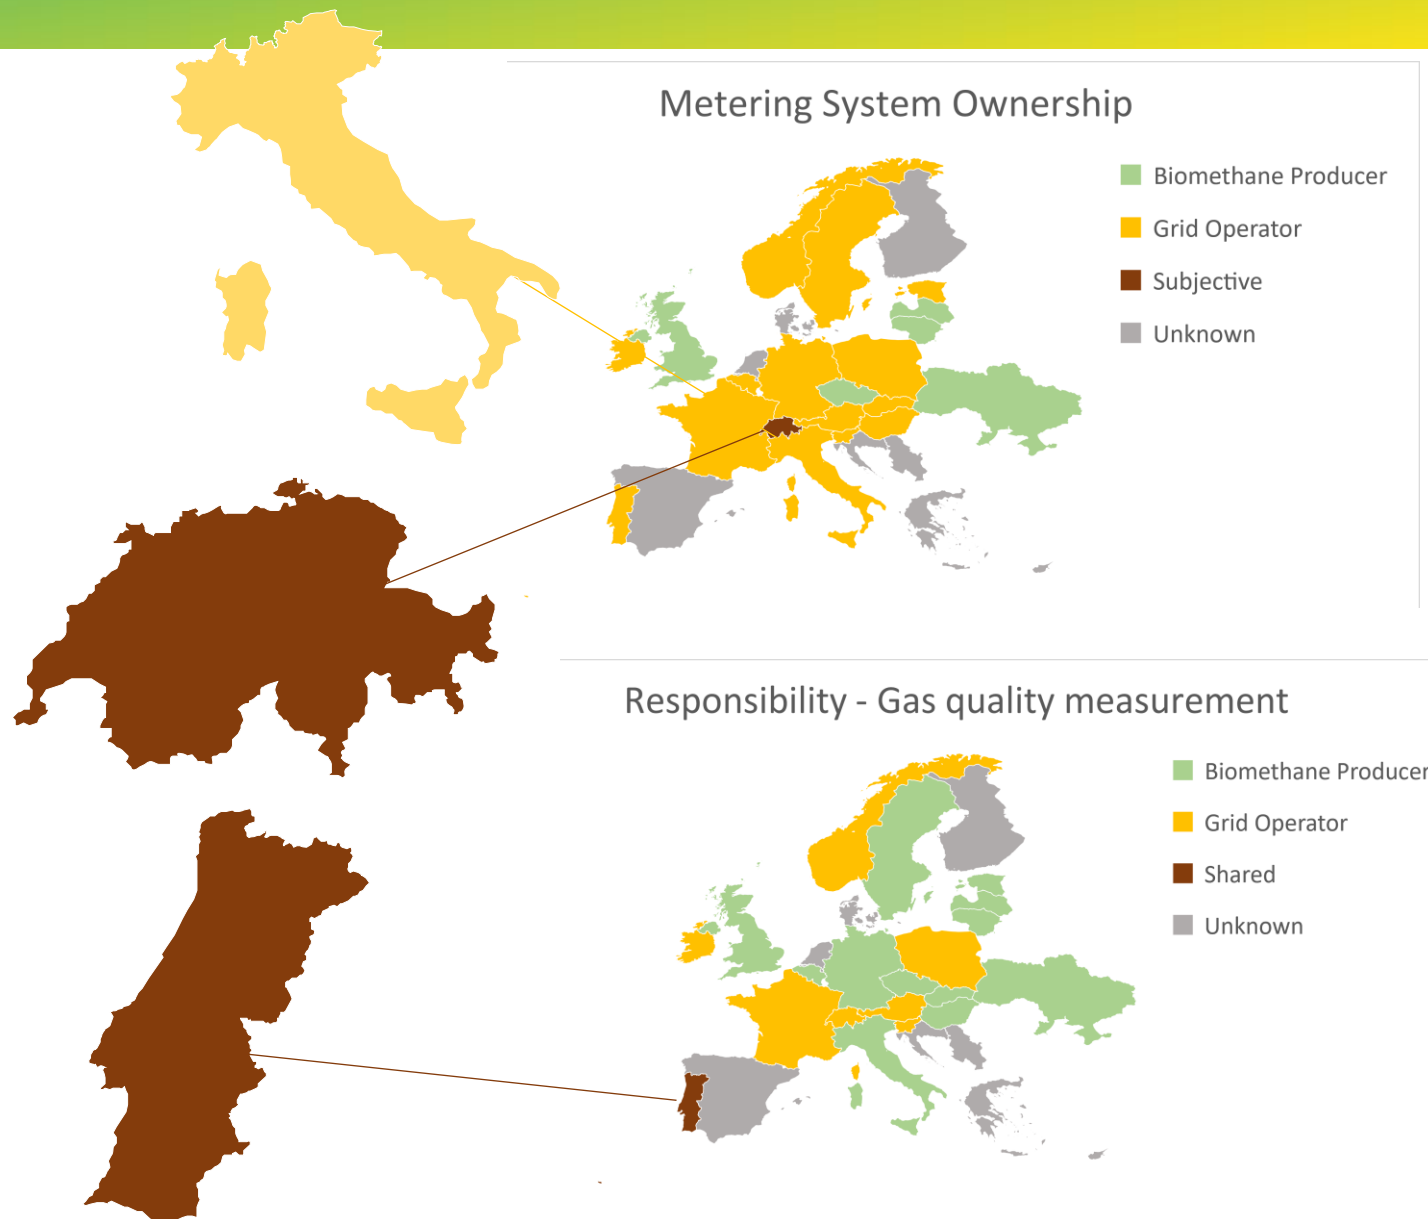 Metering System Ownership
Biomethane Producer
Grid Operator
Subjective
Unknown
Responsibility - Gas quality measurement
Biomethane Producer
Grid Operator
Shared
Unknown